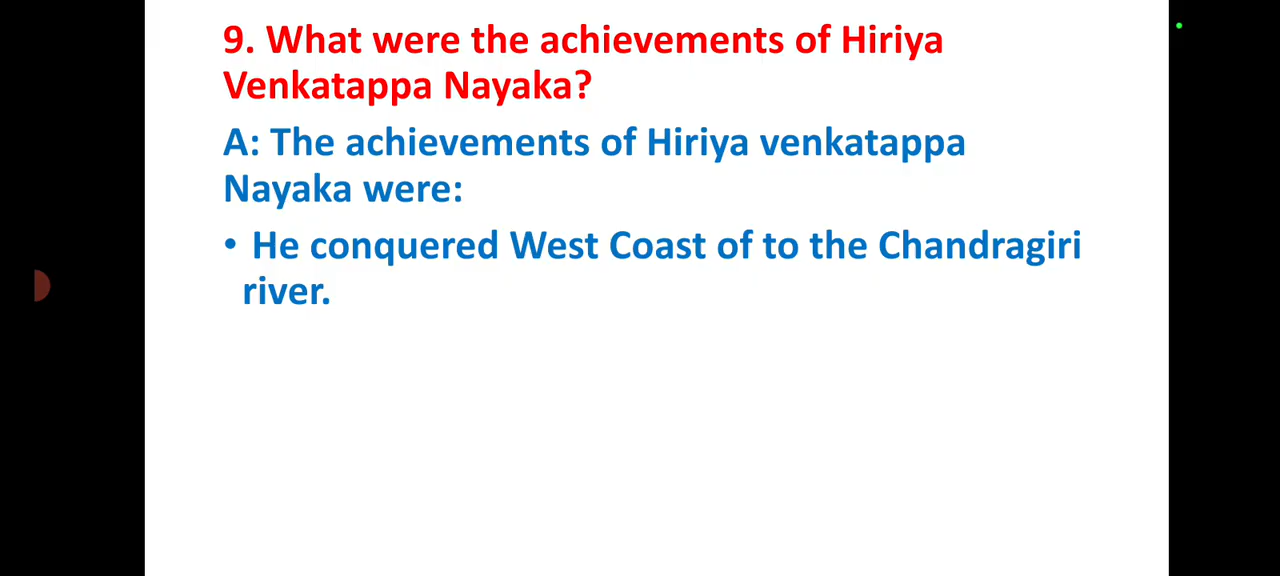 9. What were the achievements of Hiriya
Venkatappa Nayaka?
A: The achievements of Hiriya venkatappa
Nayaka were:
• He conquered West Coast of to the Chandragiri
river.